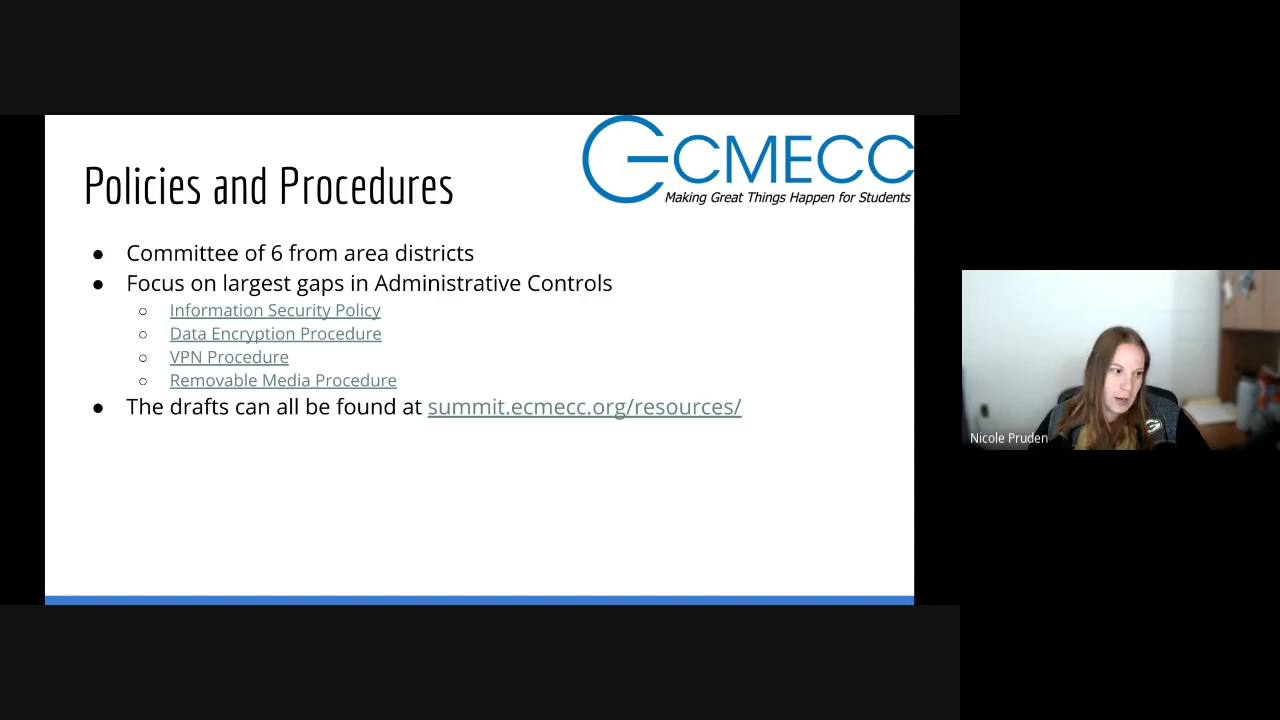 ECMECC
Making Great Things Happen for Students
Policies and Procedures
● Committee of 6 from area districts
● Focus on largest gaps in Administrative Controls
○ Information Security Policy
○ Data Encryption Procedure
○ VPN Procedure
○ Removable Media Procedure
● The drafts can all be found at summit.ecmecc.org/resources/
Nicole Pruden